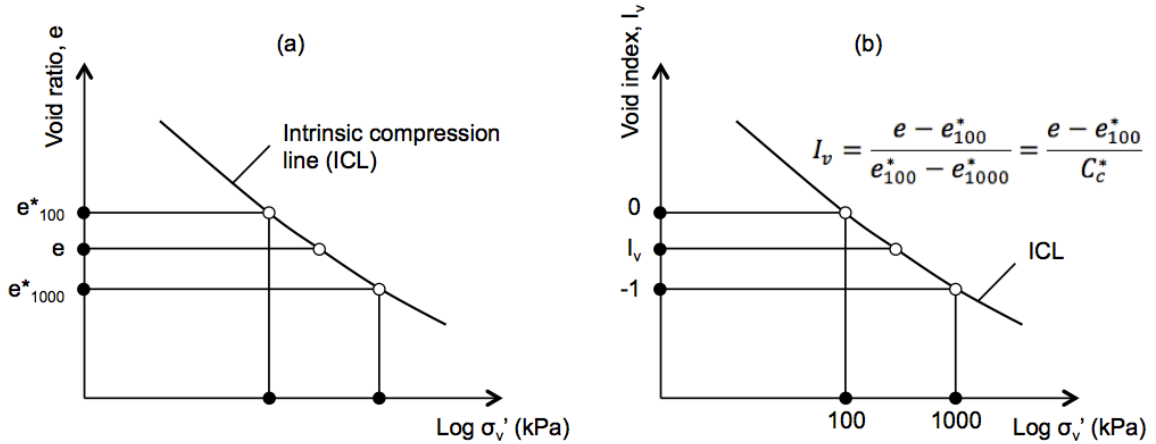 (a)
Void ratio, e
Intrinsic compression
line (ICL)
e*100
e
e*1000
Log σv' (kPa)
(b)
Void index, Iv
Iv = (e − e*100) / (e*100 − e*1000) = (e − e*100) / C*c
0
Iv
-1
ICL
100
1000
Log σv' (kPa)